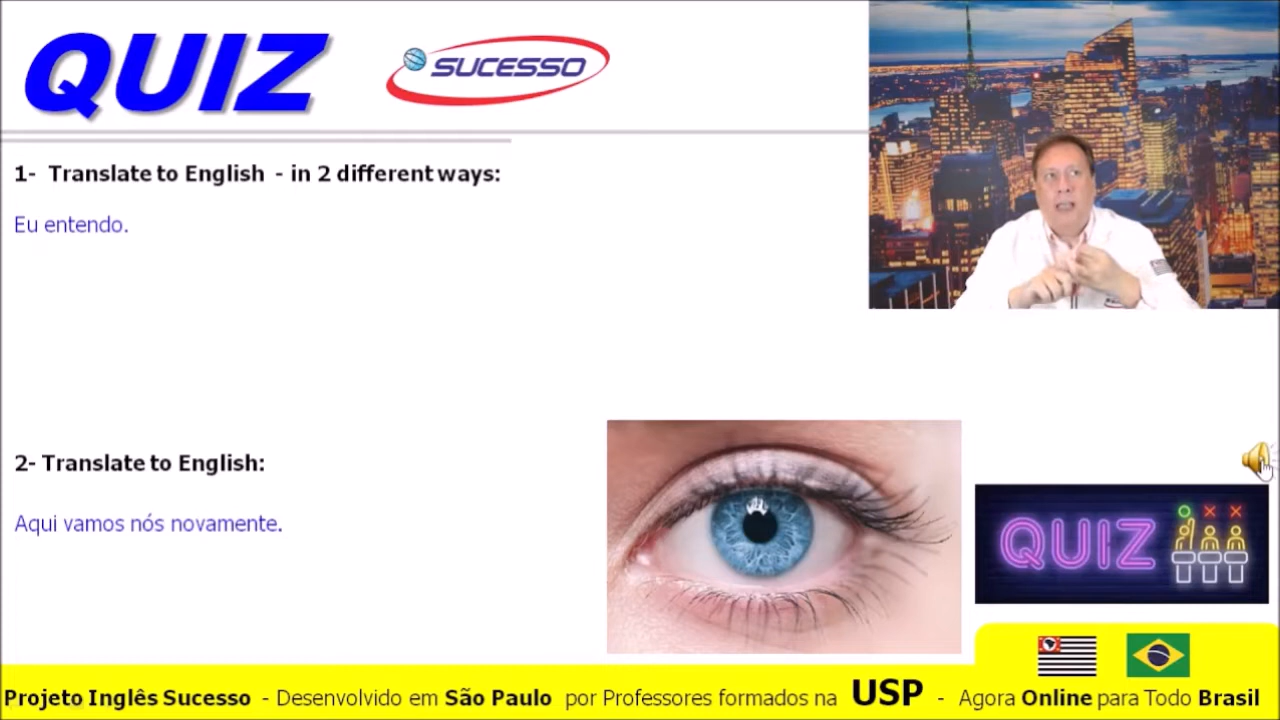 QUIZ
SUCESSO
1- Translate to English - in 2 different ways:
Eu entendo.
2- Translate to English:
Aqui vamos nós novamente.
QUIZ
Projeto Inglês Sucesso - Desenvolvido em São Paulo por Professores formados na USP - Agora Online para Todo Brasil